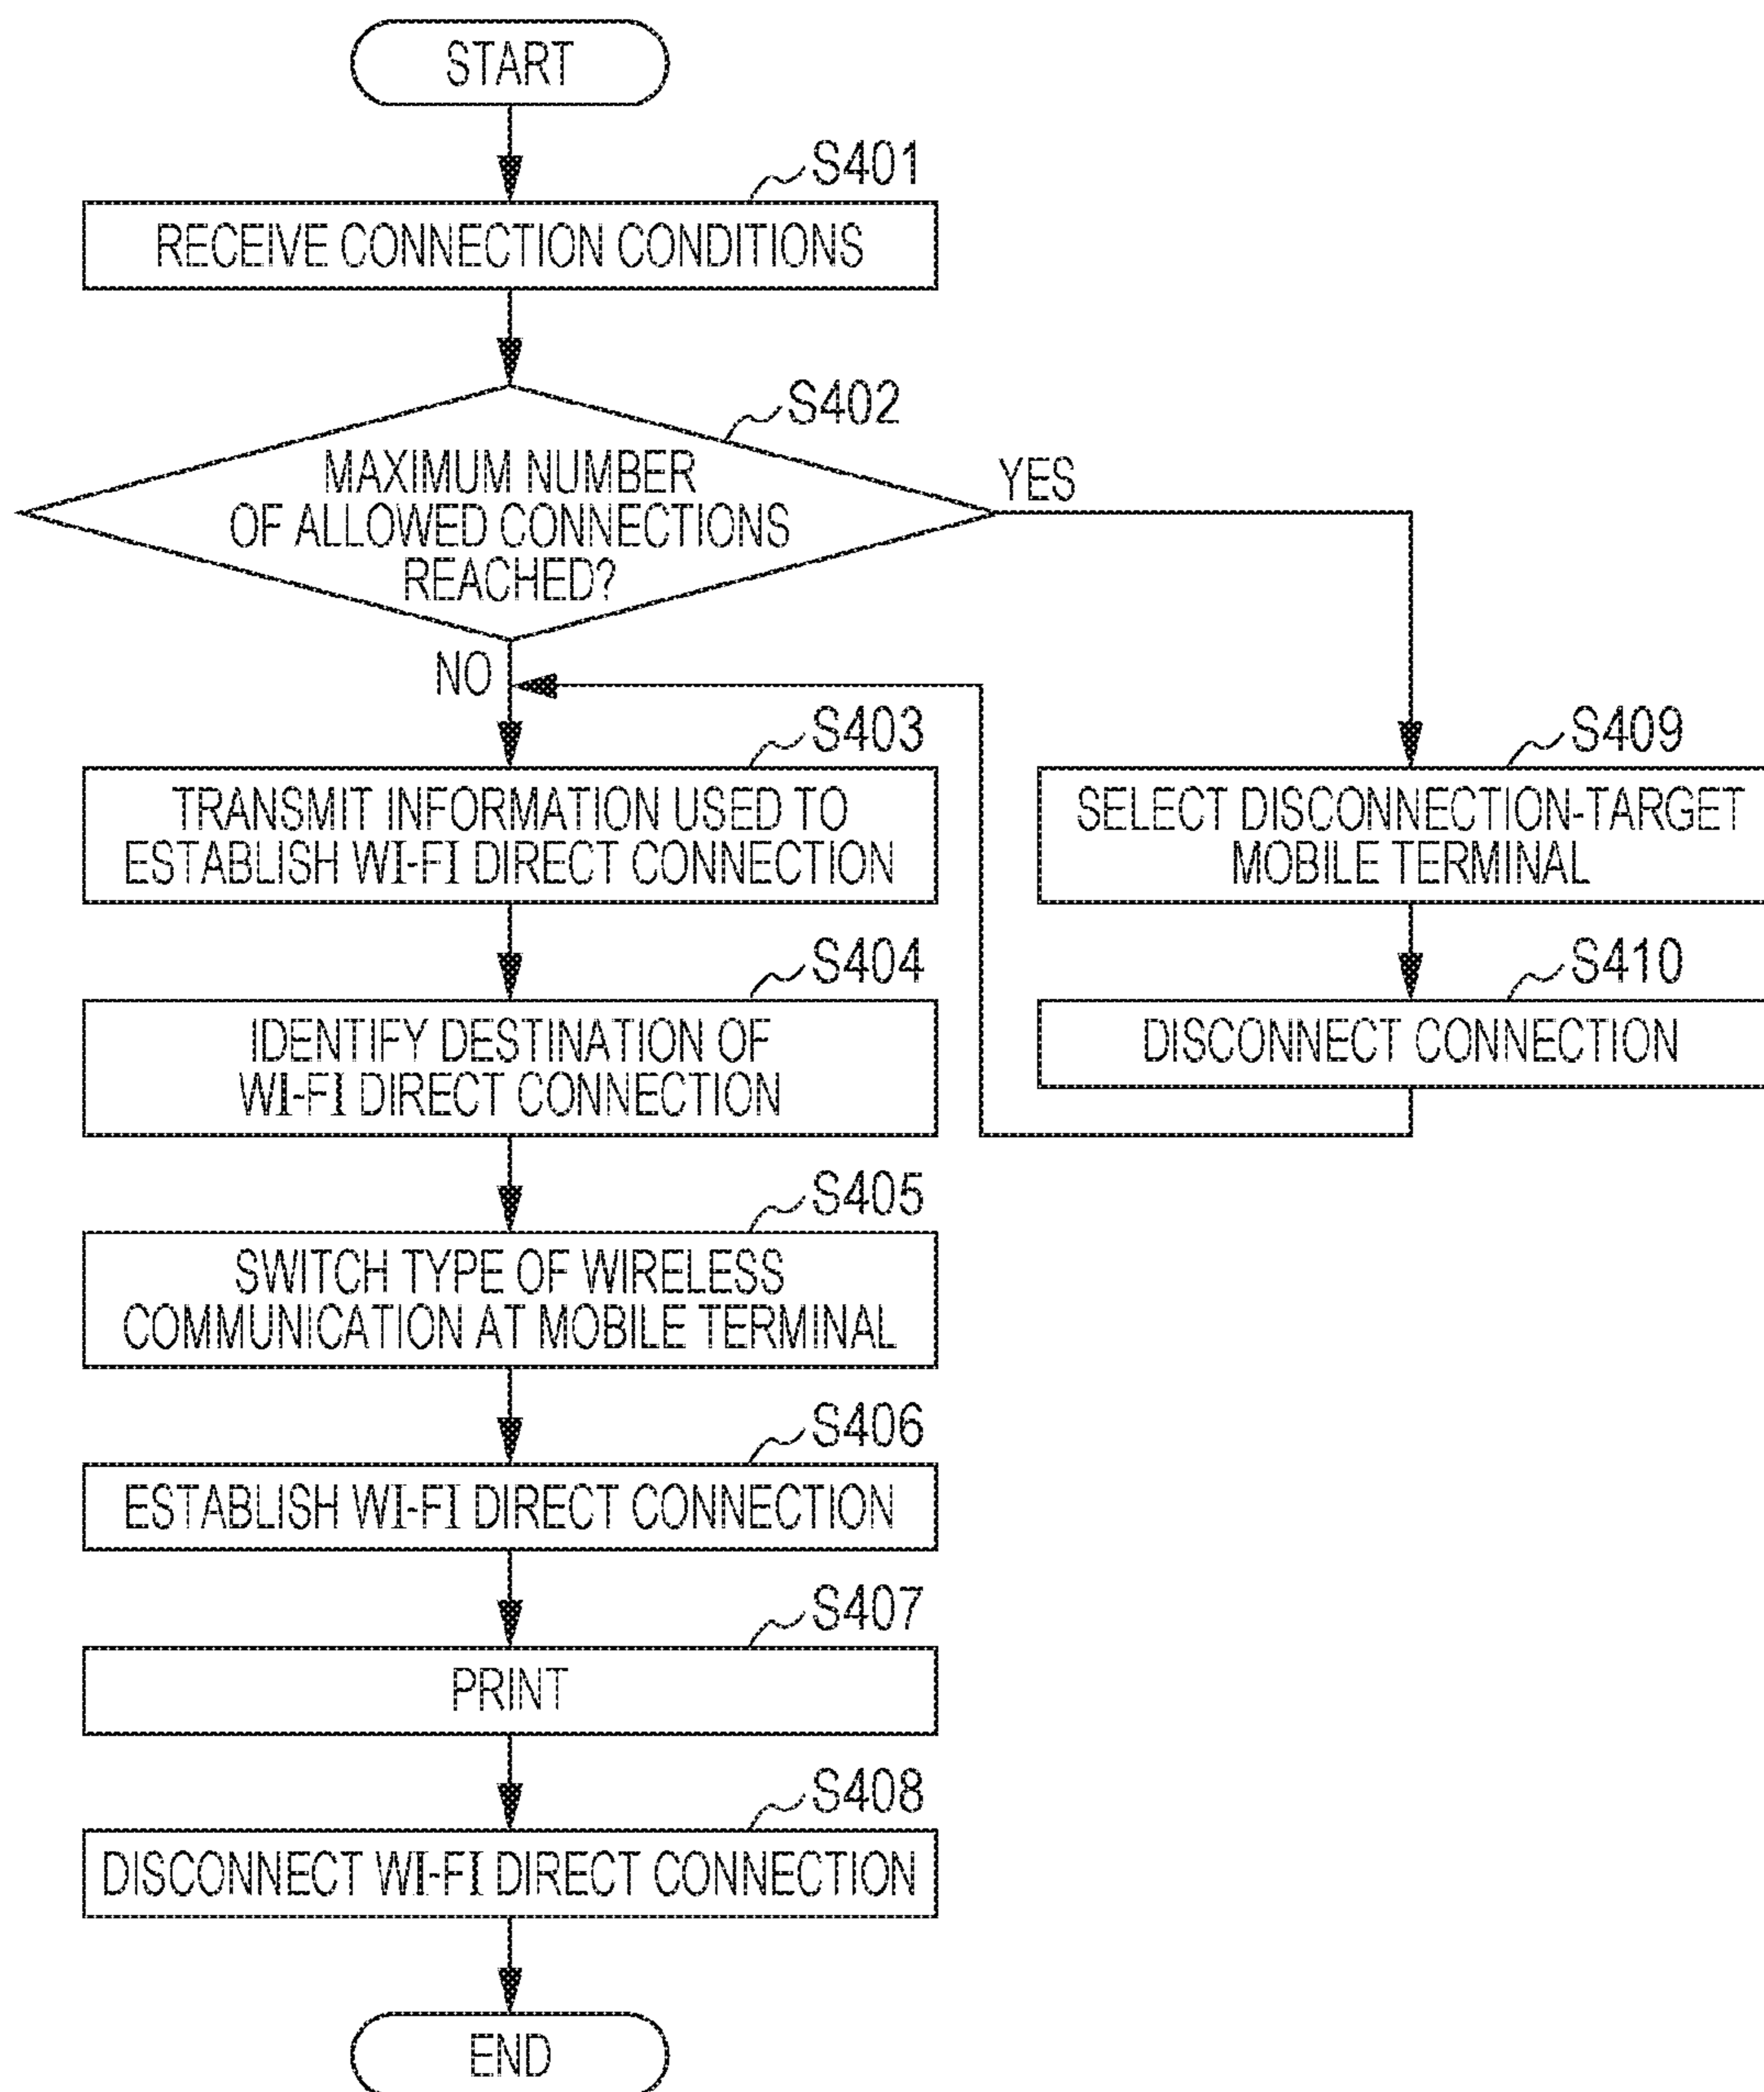 START
S401
RECEIVE CONNECTION CONDITIONS
S402
MAXIMUM NUMBER
OF ALLOWED CONNECTIONS
REACHED?
YES
NO
S403
TRANSMIT INFORMATION USED TO
ESTABLISH WI-FI DIRECT CONNECTION
S409
SELECT DISCONNECTION-TARGET
MOBILE TERMINAL
S404
IDENTIFY DESTINATION OF
WI-FI DIRECT CONNECTION
S410
DISCONNECT CONNECTION
S405
SWITCH TYPE OF WIRELESS
COMMUNICATION AT MOBILE TERMINAL
S406
ESTABLISH WI-FI DIRECT CONNECTION
S407
PRINT
S408
DISCONNECT WI-FI DIRECT CONNECTION
END